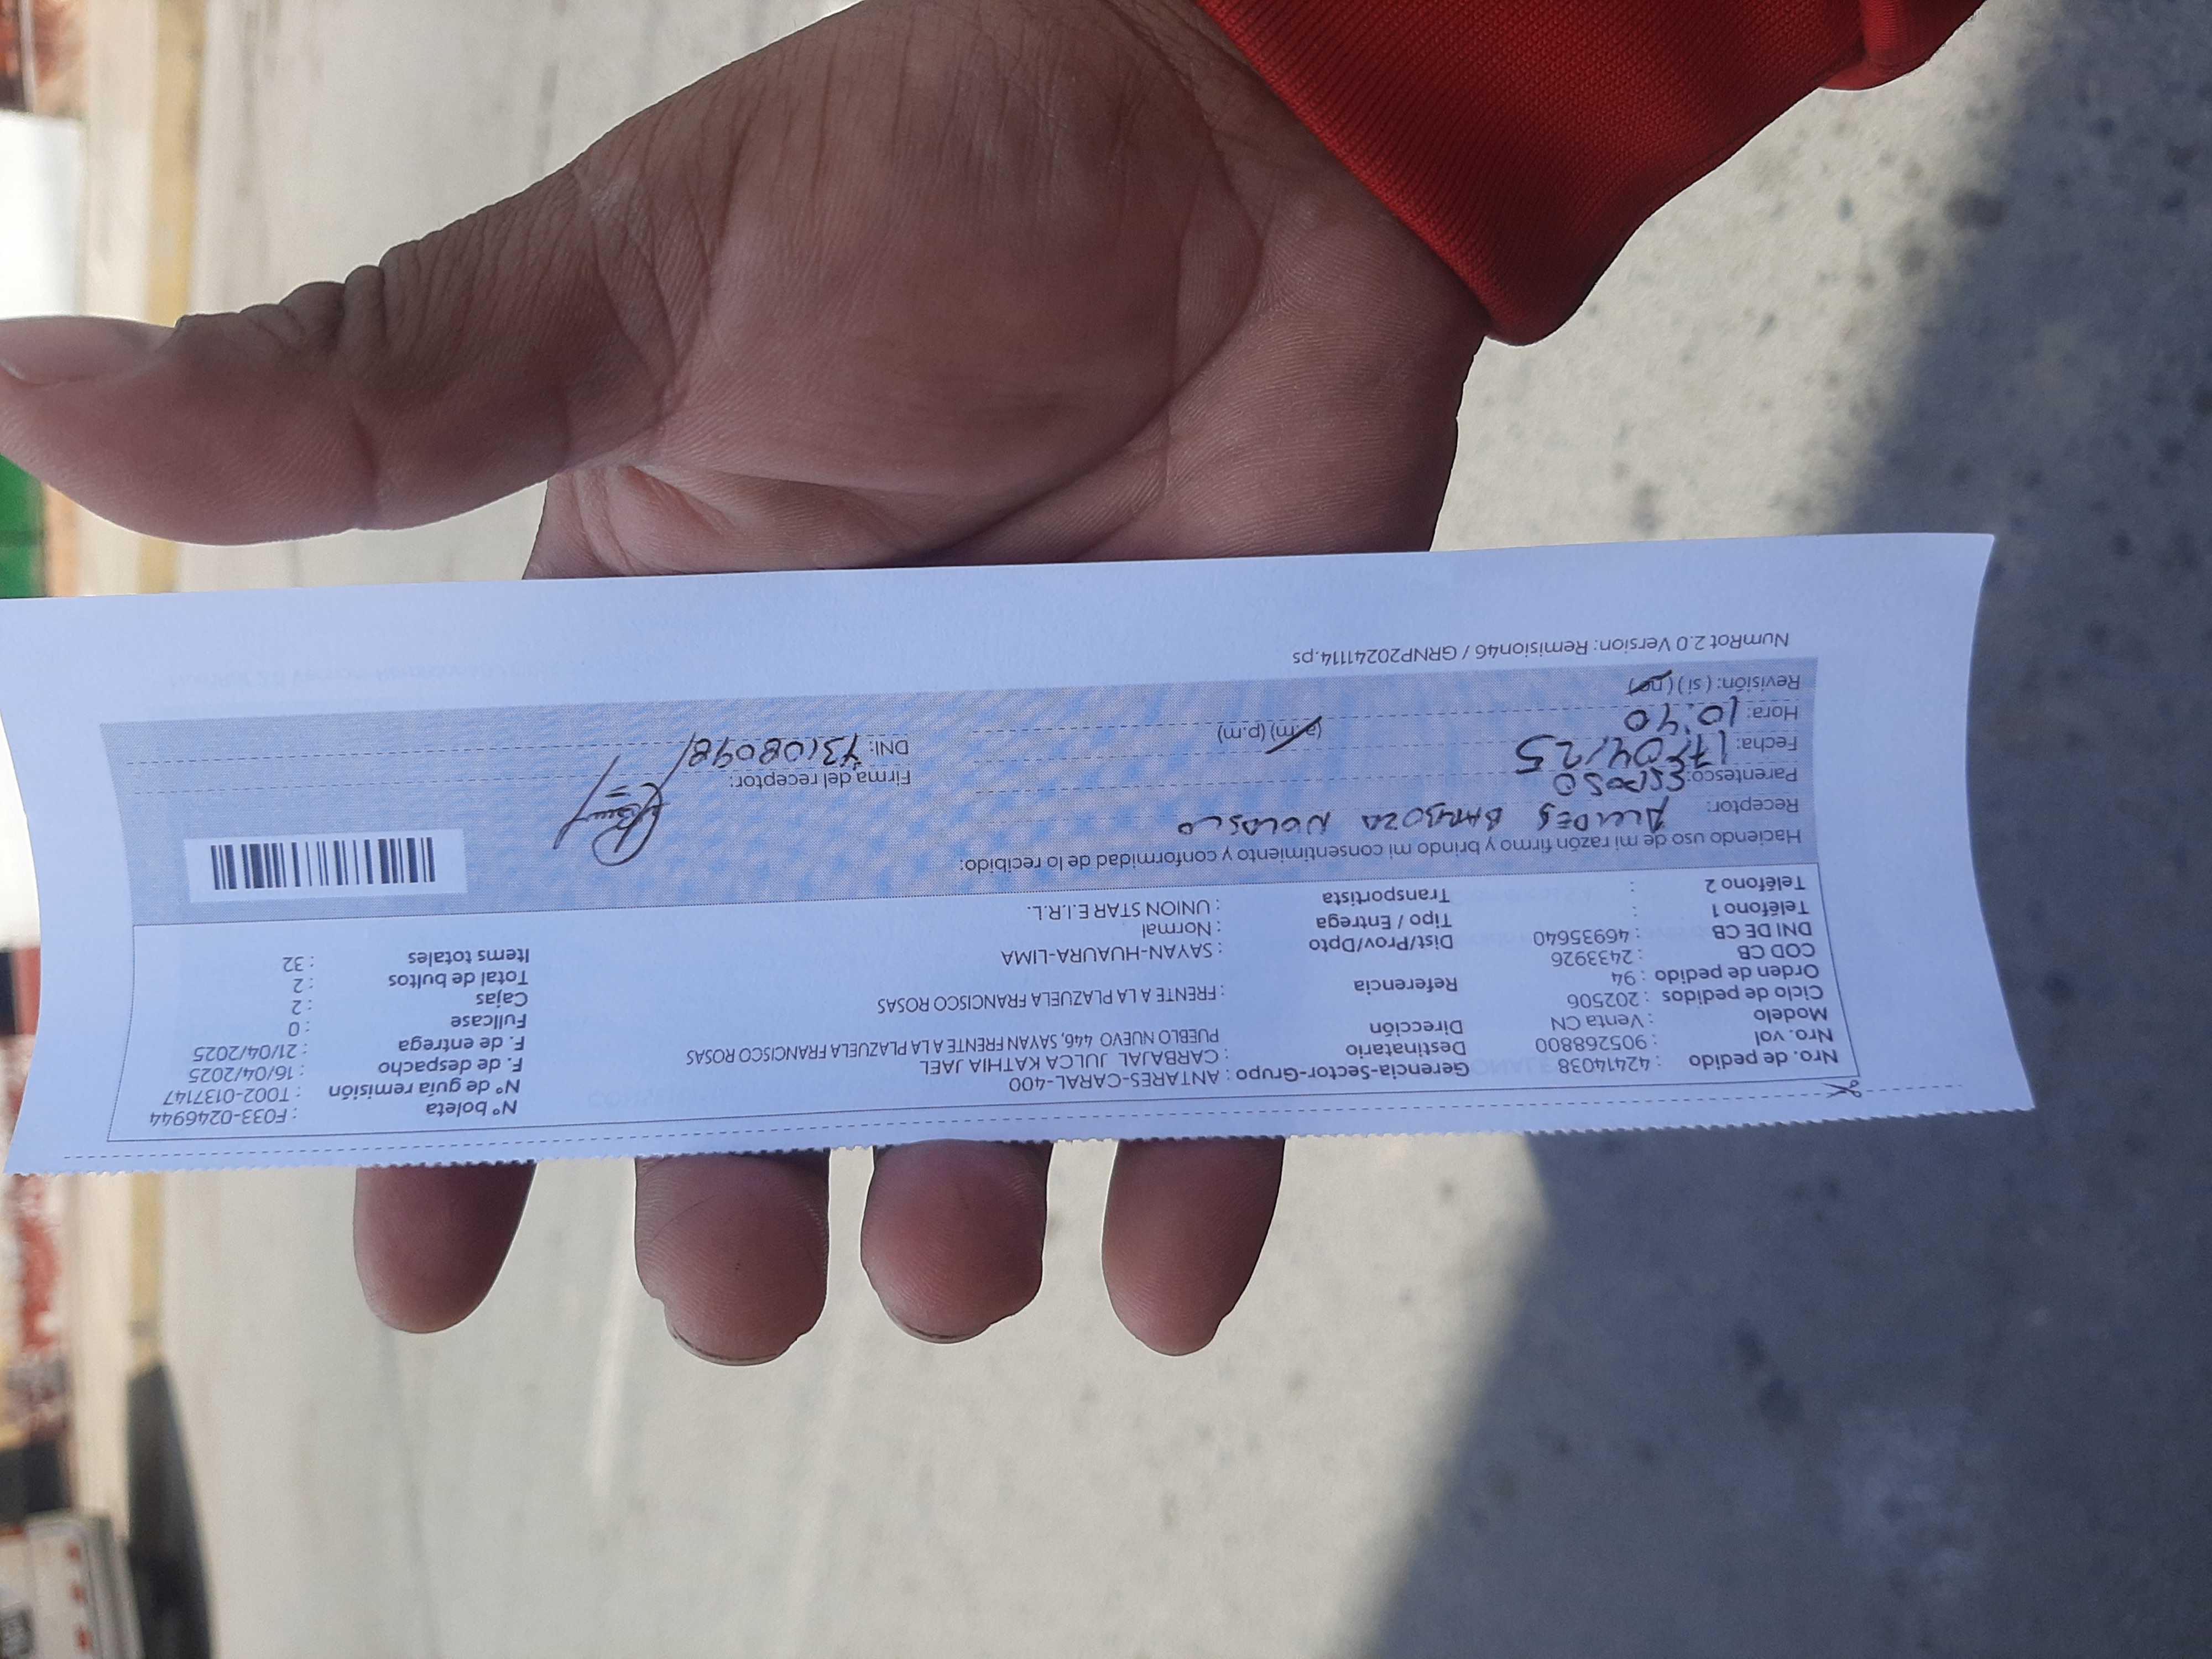 Nro. de pedido : 42414038
Nro. vol : 905268800
Modelo : Venta CN
Ciclo de pedidos : 202506
Orden de pedido : 94
COD CB : 2433926
DNI DE CB : 46935640
Teléfono 1 :
Teléfono 2 :
Gerencia-Sector-Grupo : ANTARES-CARAL-400
Destinatario : CARBAJAL JULCA KATHIA JAEL
Dirección PUEBLO NUEVO 446, SAYAN FRENTE A LA PLAZUELA FRANCISCO ROSAS
Referencia : FRENTE A LA PLAZUELA FRANCISCO ROSAS
Dist/Prov/Dpto : SAYAN-HUAURA-LIMA
Tipo / Entrega : Normal
Transportista : UNION STAR E.I.R.L.
N° boleta : F033-0246944
N° de guía remisión : T002-0137147
F. de despacho : 16/04/2025
F. de entrega : 21/04/2025
Fullcase : 0
Cajas : 2
Total de bultos : 2
Items totales : 32
Haciendo uso de mi razón firmo y brindo mi consentimiento y conformidad de lo recibido:
Receptor: ALCIDES BARBOZA NOLASCO
Parentesco: ESPOSO
Fecha: 17/04/25
Hora: 10:40 (a.m) (p.m)
Revisión: (si) (no)
Firma del receptor:
DNI: 43108098
NumRot 2.0 Version: Remision46 / GRNP20241114.ps